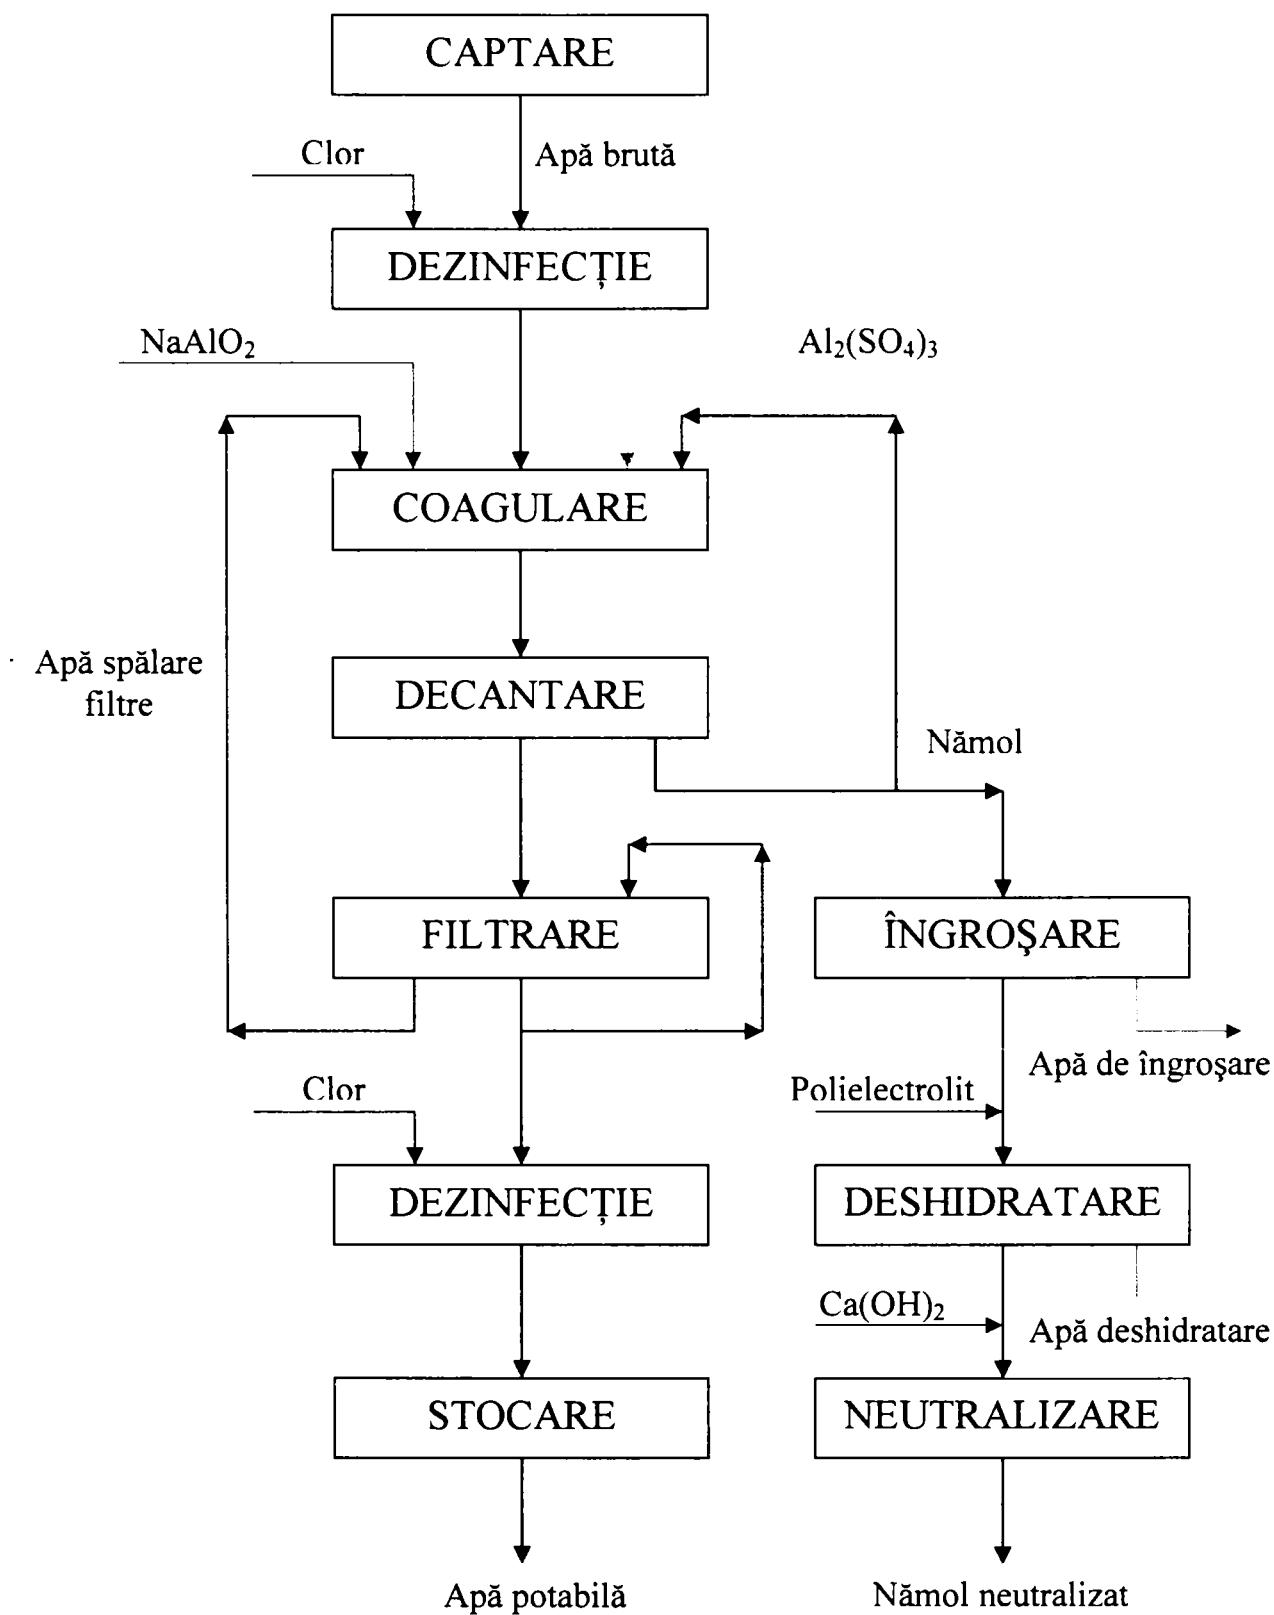 CAPTARE
Clor
Apă brută
DEZINFECȚIE
NaAlO₂
Al₂(SO₄)₃
COAGULARE
Apă spălare
filtre
DECANTARE
Nămol
FILTRARE
ÎNGROŞARE
Apă de îngroşare
Clor
Polielectrolit
DEZINFECȚIE
DESHIDRATARE
Ca(OH)₂
Apă deshidratare
STOCARE
NEUTRALIZARE
Apă potabilă
Nămol neutralizat